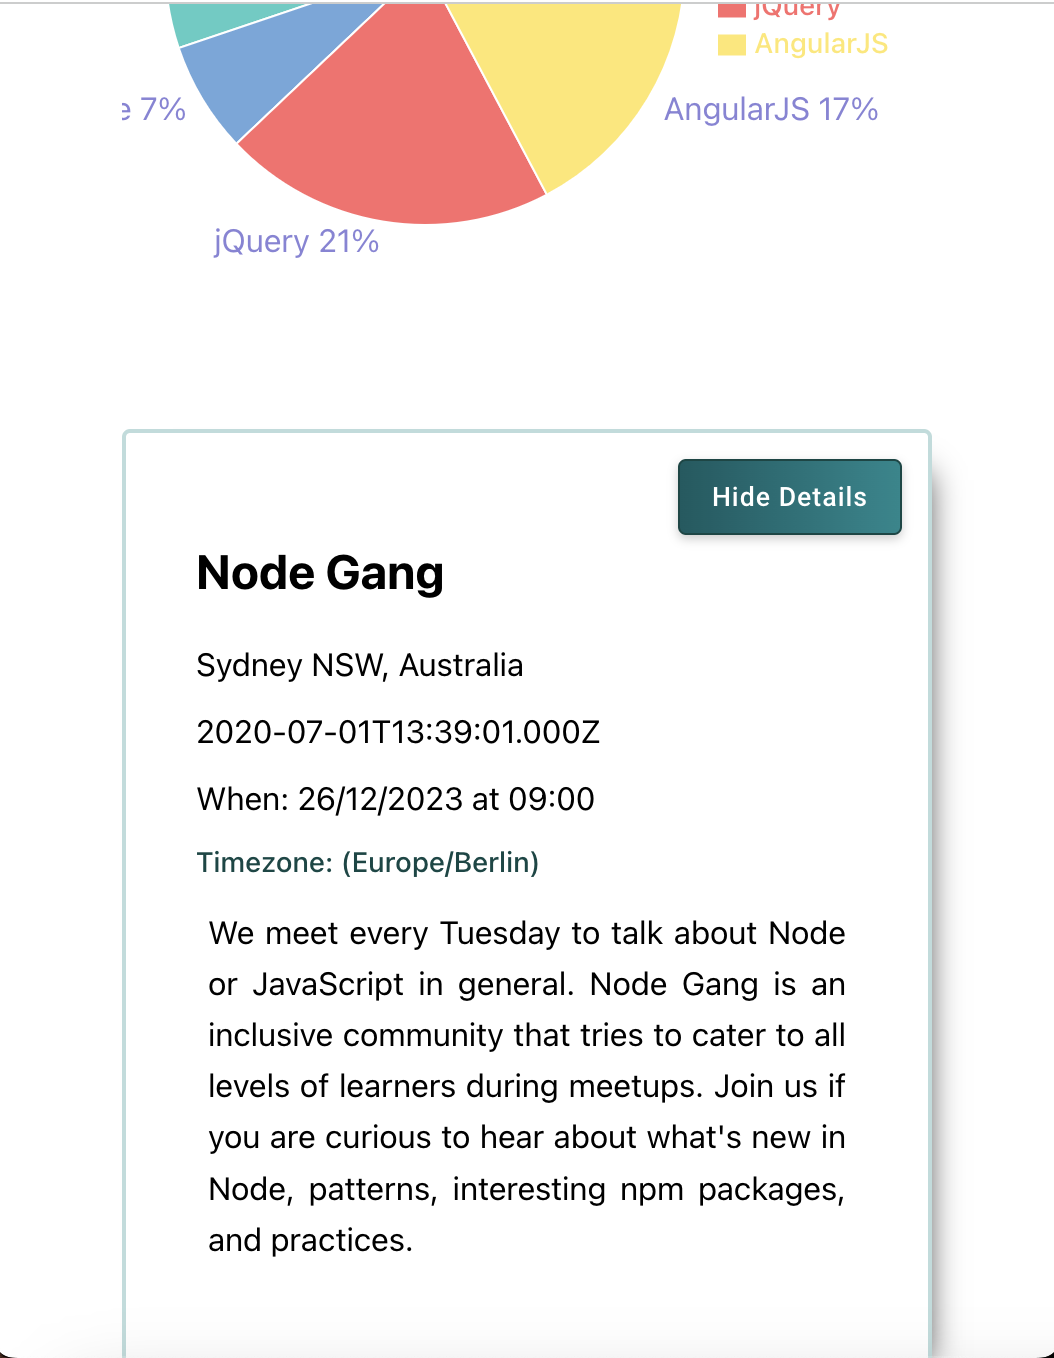 jQuery
AngularJS
e 7%
AngularJS 17%
jQuery 21%
Hide Details
Node Gang
Sydney NSW, Australia
2020-07-01T13:39:01.000Z
When: 26/12/2023 at 09:00
Timezone: (Europe/Berlin)
We meet every Tuesday to talk about Node
or JavaScript in general. Node Gang is an
inclusive community that tries to cater to all
levels of learners during meetups. Join us if
you are curious to hear about what's new in
Node, patterns, interesting npm packages,
and practices.